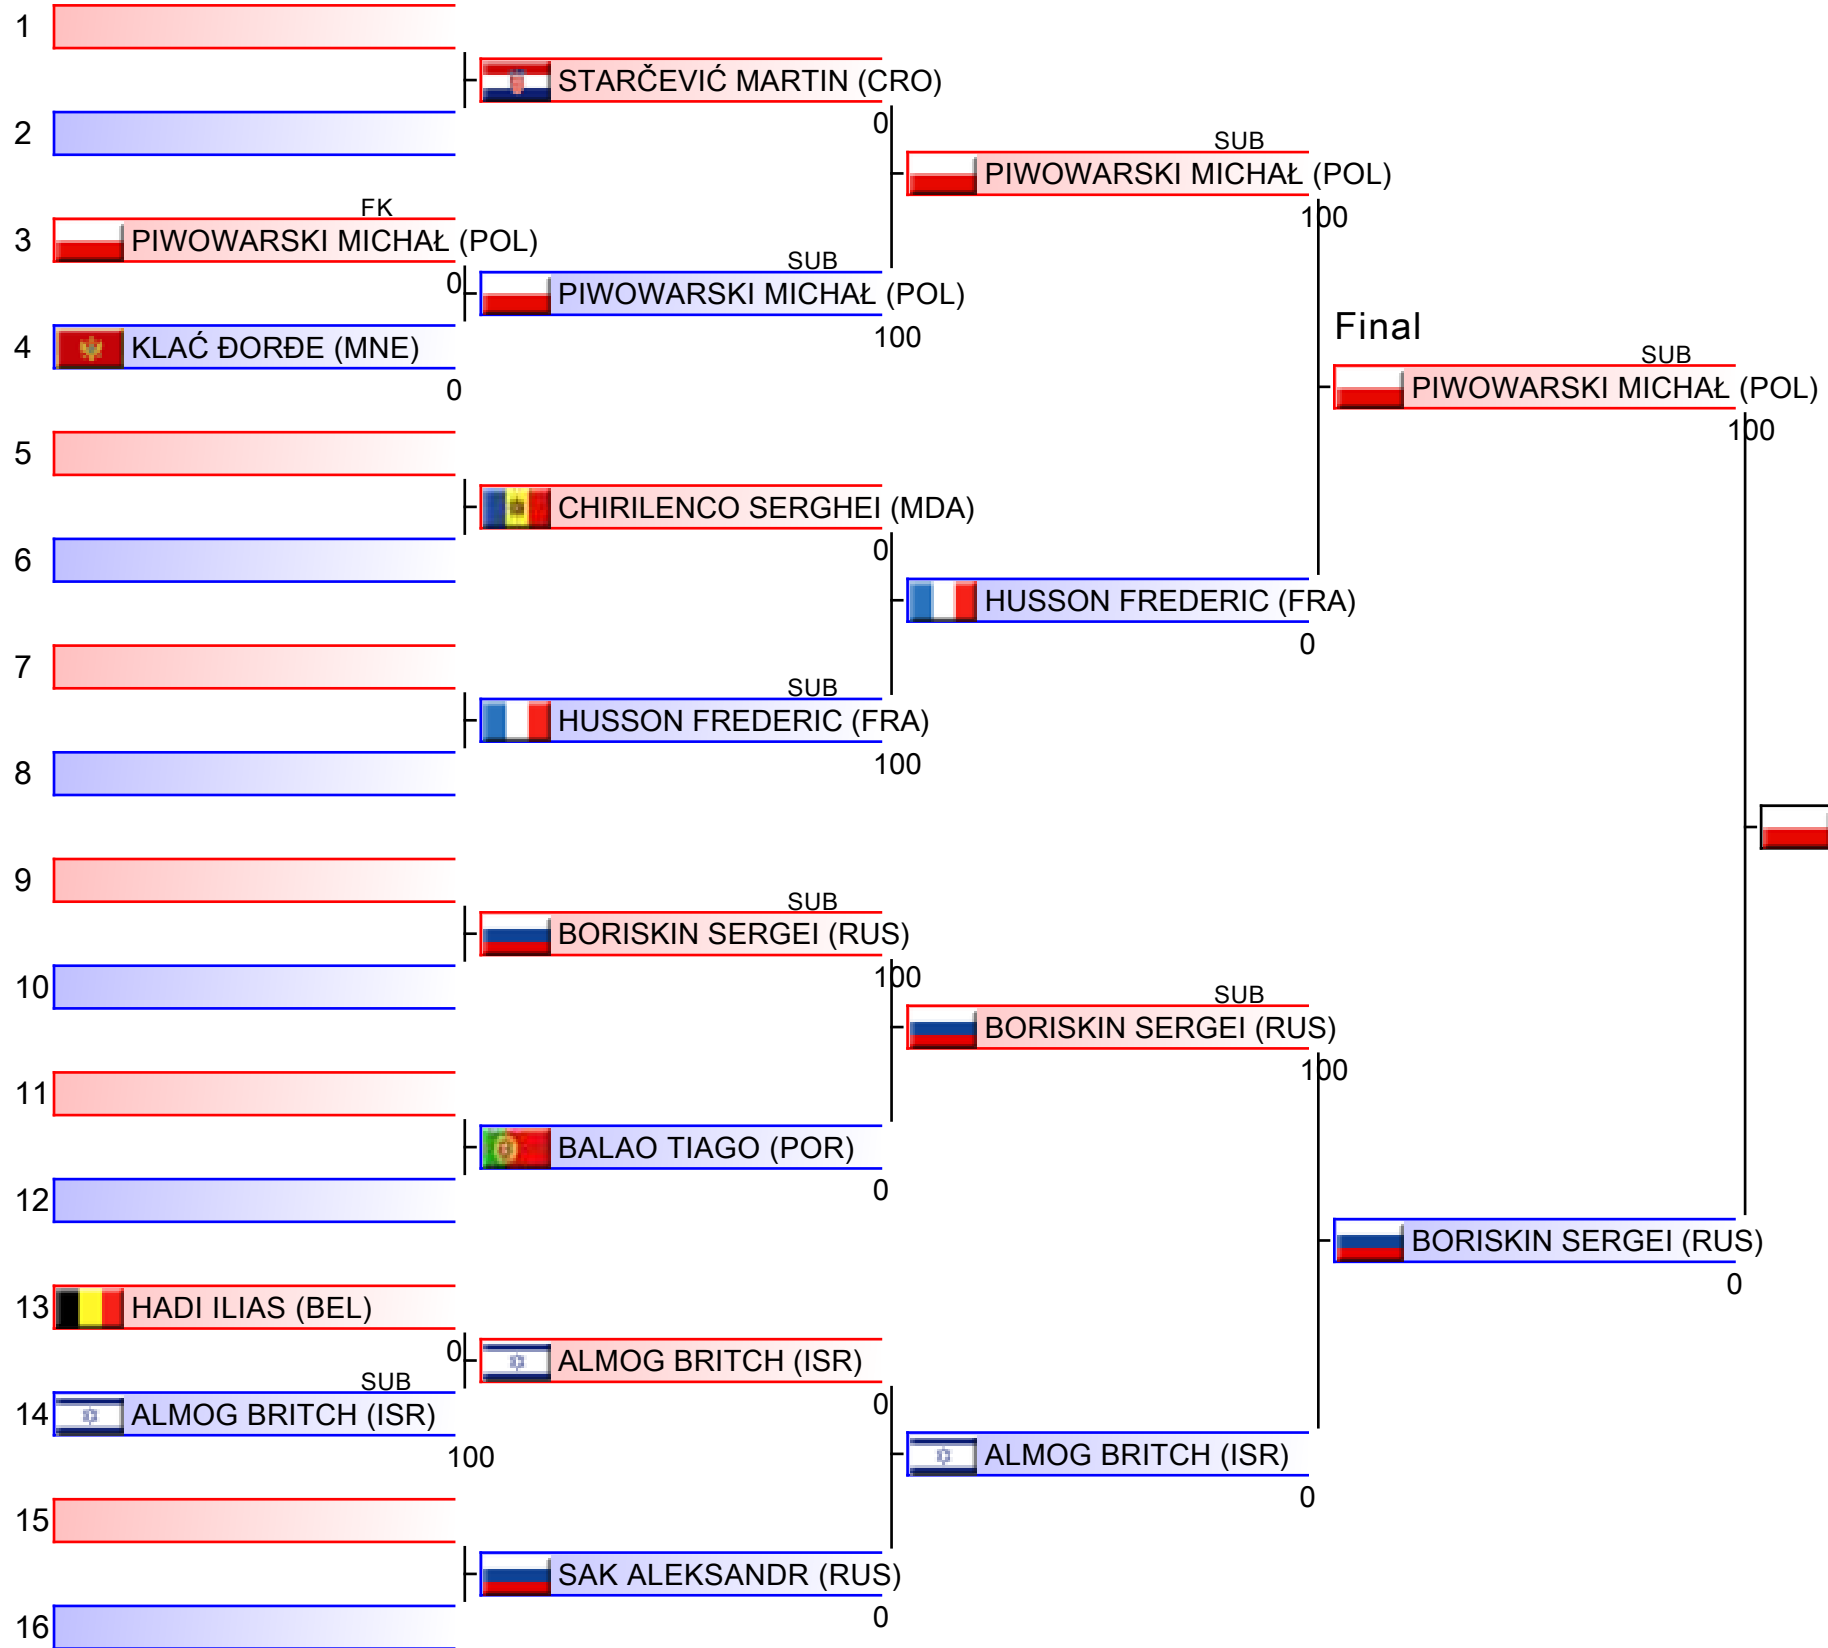 1
STARČEVIĆ MARTIN (CRO)
0
2
SUB
PIWOWARSKI MICHAŁ (POL)
100
FK
3 PIWOWARSKI MICHAŁ (POL)
0
SUB
PIWOWARSKI MICHAŁ (POL)
100
4 KLAĆ ĐORĐE (MNE)
0
Final
SUB
PIWOWARSKI MICHAŁ (POL)
100
5
CHIRILENCO SERGHEI (MDA)
0
6
HUSSON FREDERIC (FRA)
0
7
SUB
HUSSON FREDERIC (FRA)
100
8
9
SUB
BORISKIN SERGEI (RUS)
100
10
SUB
BORISKIN SERGEI (RUS)
100
11
BALAO TIAGO (POR)
0
12
BORISKIN SERGEI (RUS)
0
13 HADI ILIAS (BEL)
0
ALMOG BRITCH (ISR)
0
SUB
14 ALMOG BRITCH (ISR)
100
ALMOG BRITCH (ISR)
0
15
SAK ALEKSANDR (RUS)
0
16